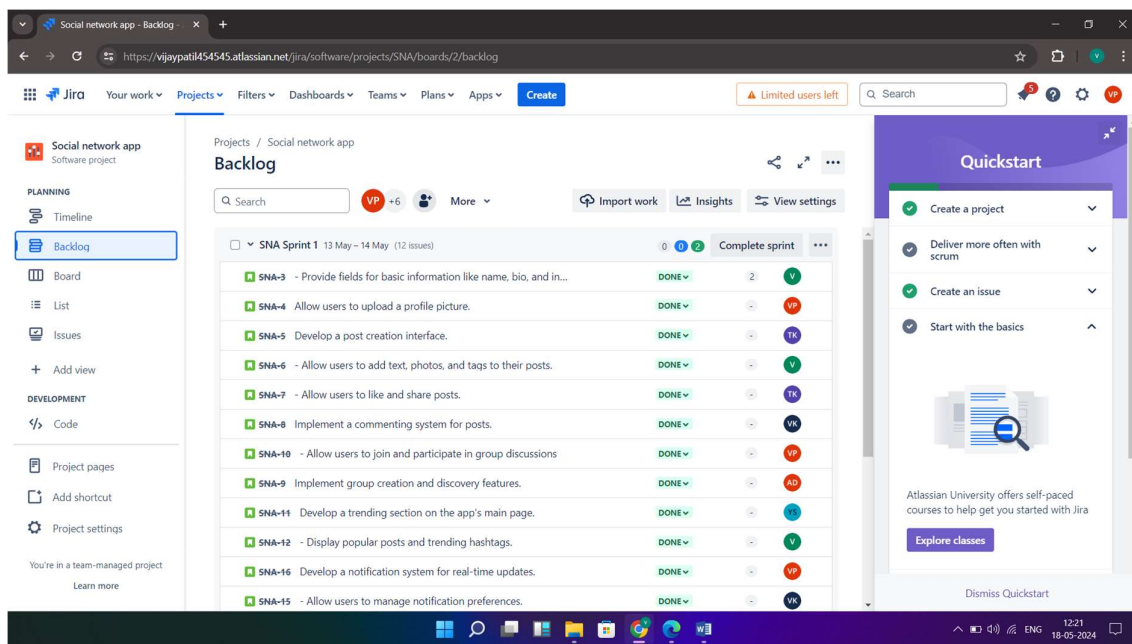 Social network app - Backlog -
https://vijaypatil454545.atlassian.net/jira/software/projects/SNA/boards/2/backlog
V
Jira Your work Projects Filters Dashboards Teams Plans Apps Create Limited users left Search 5 VP
Social network app
Software project
PLANNING
Timeline
Backlog
Board
List
Issues
Add view
DEVELOPMENT
Code
Project pages
Add shortcut
Project settings
You're in a team-managed project
Learn more
Projects / Social network app
Backlog
Search VP +6 More Import work Insights View settings
SNA Sprint 1 13 May – 14 May (12 issues) 0 0 2 Complete sprint
SNA-3 - Provide fields for basic information like name, bio, and in... DONE 2 V
SNA-4 Allow users to upload a profile picture. DONE - VP
SNA-5 Develop a post creation interface. DONE - TK
SNA-6 - Allow users to add text, photos, and tags to their posts. DONE - V
SNA-7 - Allow users to like and share posts. DONE - TK
SNA-8 Implement a commenting system for posts. DONE - VK
SNA-10 - Allow users to join and participate in group discussions DONE - VP
SNA-9 Implement group creation and discovery features. DONE - AD
SNA-11 Develop a trending section on the app's main page. DONE - YS
SNA-12 - Display popular posts and trending hashtags. DONE - V
SNA-16 Develop a notification system for real-time updates. DONE - VP
SNA-15 - Allow users to manage notification preferences. DONE - VK
Quickstart
Create a project
Deliver more often with
scrum
Create an issue
Start with the basics
Atlassian University offers self-paced
courses to help get you started with Jira
Explore classes
Dismiss Quickstart
ENG
12:21
18-05-2024